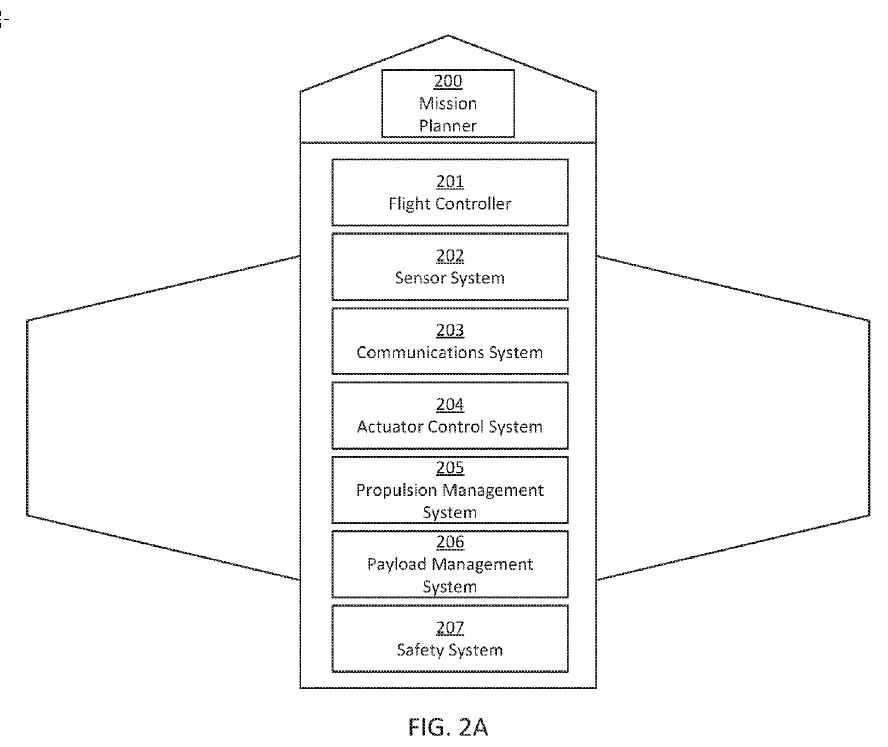 200
Mission
Planner
201
Flight Controller
202
Sensor System
203
Communications System
204
Actuator Control System
205
Propulsion Management
System
206
Payload Management
System
207
Safety System
FIG. 2A